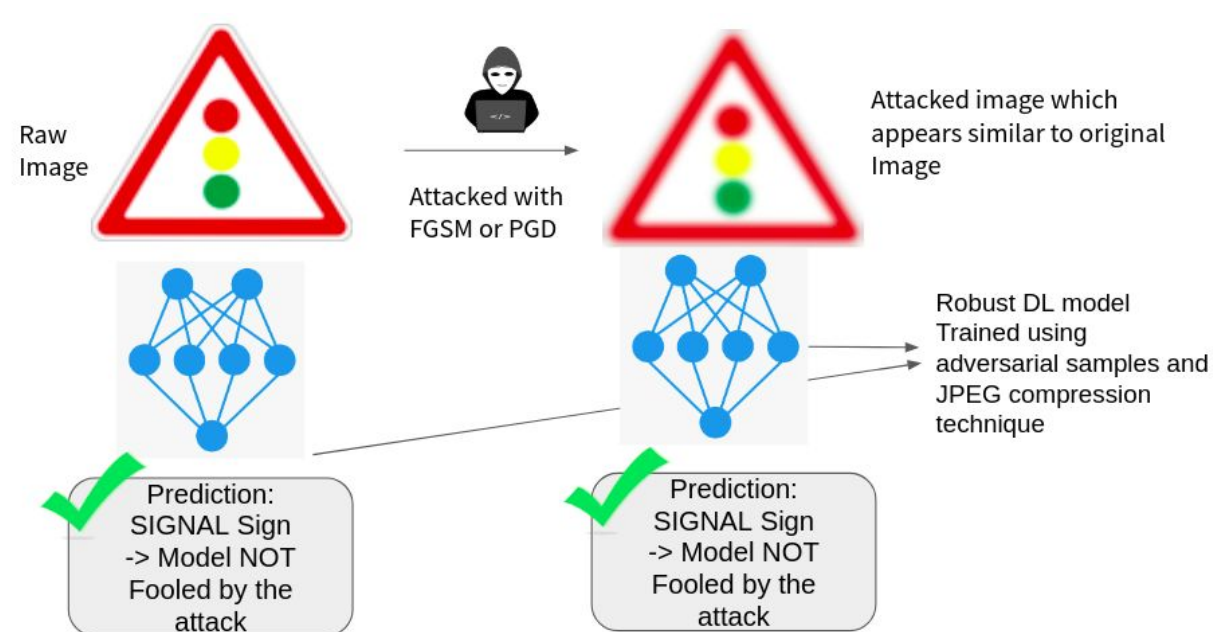 Raw
Image
Attacked with
FGSM or PGD
</>
Attacked image which
appears similar to original
Image
Robust DL model
Trained using
adversarial samples and
JPEG compression
technique
Prediction:
SIGNAL Sign
-> Model NOT
Fooled by the
attack
Prediction:
SIGNAL Sign
-> Model NOT
Fooled by the
attack